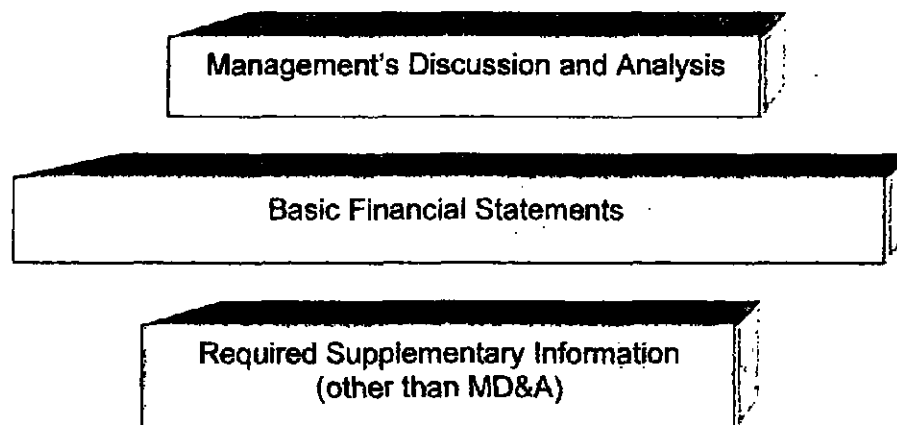 Management's Discussion and Analysis
Basic Financial Statements
Required Supplementary Information
(other than MD&A)